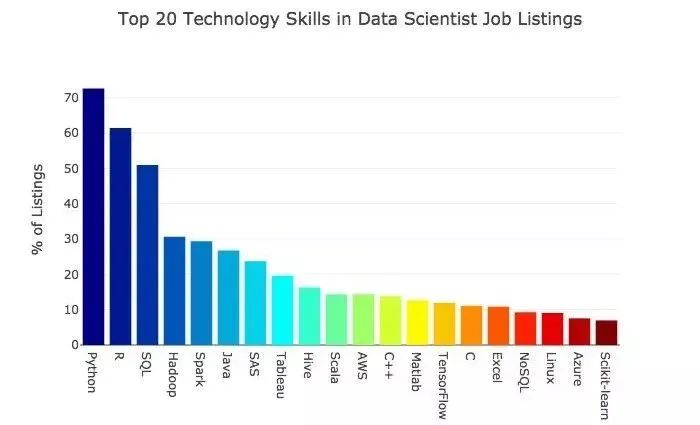 Top 20 Technology Skills in Data Scientist Job Listings
% of Listings
70
60
50
40
30
20
10
0
Python
R
SQL
Hadoop
Spark
Java
SAS
Tableau
Hive
Scala
AWS
C++
Matlab
TensorFlow
C
Excel
NoSQL
Linux
Azure
Scikit-learn